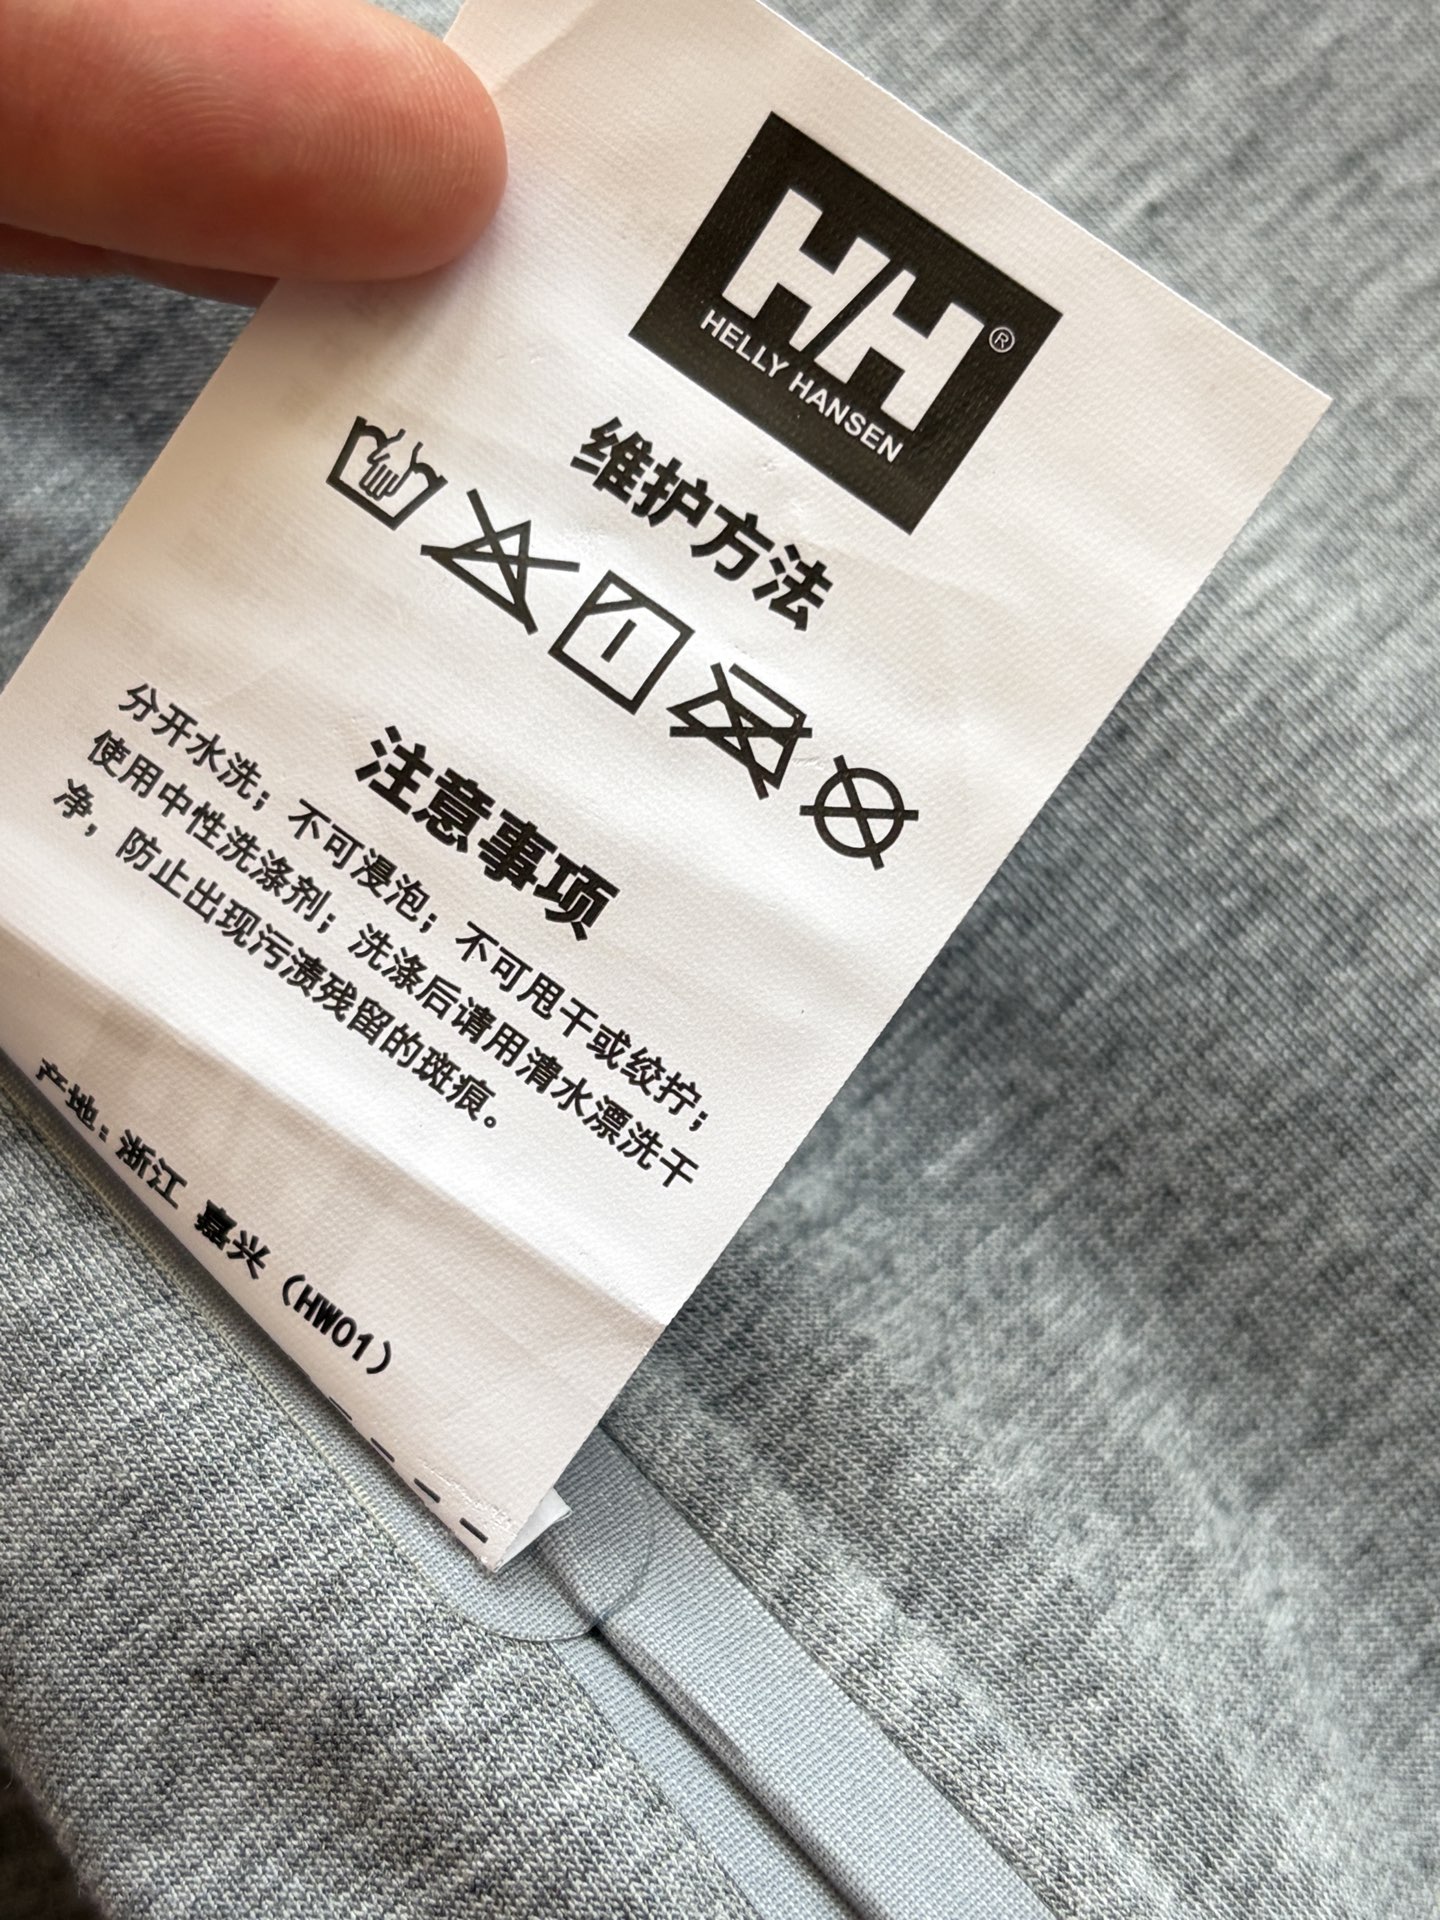 HH®
HELLY HANSEN
维护方法
注意事项
分开水洗；不可浸泡；不可甩干或绞拧；
使用中性洗涤剂；洗涤后请用清水漂洗干
净，防止出现污渍残留的斑痕。
产地：浙江 嘉兴（HW01）